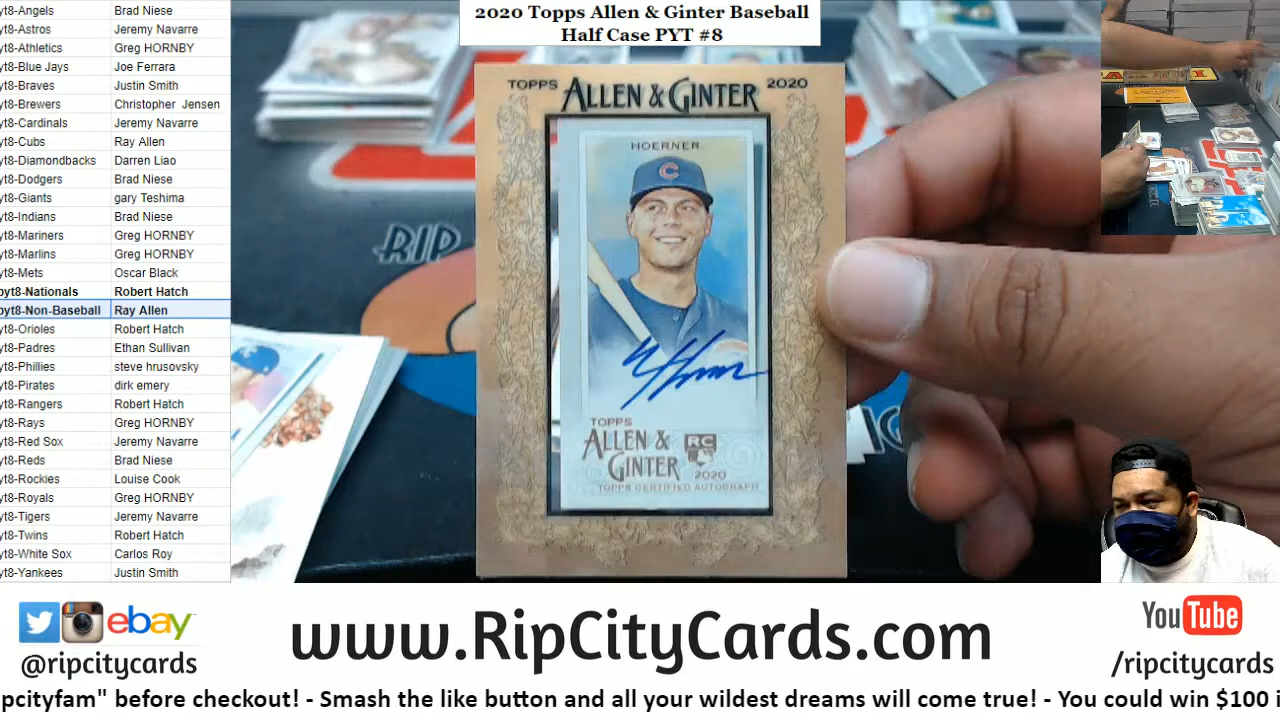 2020 Topps Allen & Ginter Baseball
Half Case PYT #8
yt8-Angels Brad Niese
yt8-Astros Jeremy Navarre
yt8-Athletics Greg HORNBY
yt8-Blue Jays Joe Ferrara
yt8-Braves Justin Smith
yt8-Brewers Christopher Jensen
yt8-Cardinals Jeremy Navarre
yt8-Cubs Ray Allen
yt8-Diamondbacks Darren Liao
yt8-Dodgers Brad Niese
yt8-Giants gary Teshima
yt8-Indians Brad Niese
yt8-Mariners Greg HORNBY
yt8-Marlins Greg HORNBY
yt8-Mets Oscar Black
pyt8-Nationals Robert Hatch
pyt8-Non-Baseball Ray Allen
yt8-Orioles Robert Hatch
yt8-Padres Ethan Sullivan
yt8-Phillies steve hrusovsky
yt8-Pirates dirk emery
yt8-Rangers Robert Hatch
yt8-Rays Greg HORNBY
yt8-Red Sox Jeremy Navarre
yt8-Reds Brad Niese
yt8-Rockies Louise Cook
yt8-Royals Greg HORNBY
yt8-Tigers Jeremy Navarre
yt8-Twins Robert Hatch
yt8-White Sox Carlos Roy
yt8-Yankees Justin Smith
TOPPS ALLEN & GINTER 2020
HOERNER
C
TOPPS
ALLEN &
GINTER
RC
2020
TOPPS CERTIFIED AUTOGRAPH
RIP
ebay
@ripcitycards
www.RipCityCards.com
YouTube
/ripcitycards
pcityfam" before checkout! - Smash the like button and all your wildest dreams will come true! - You could win $100 i